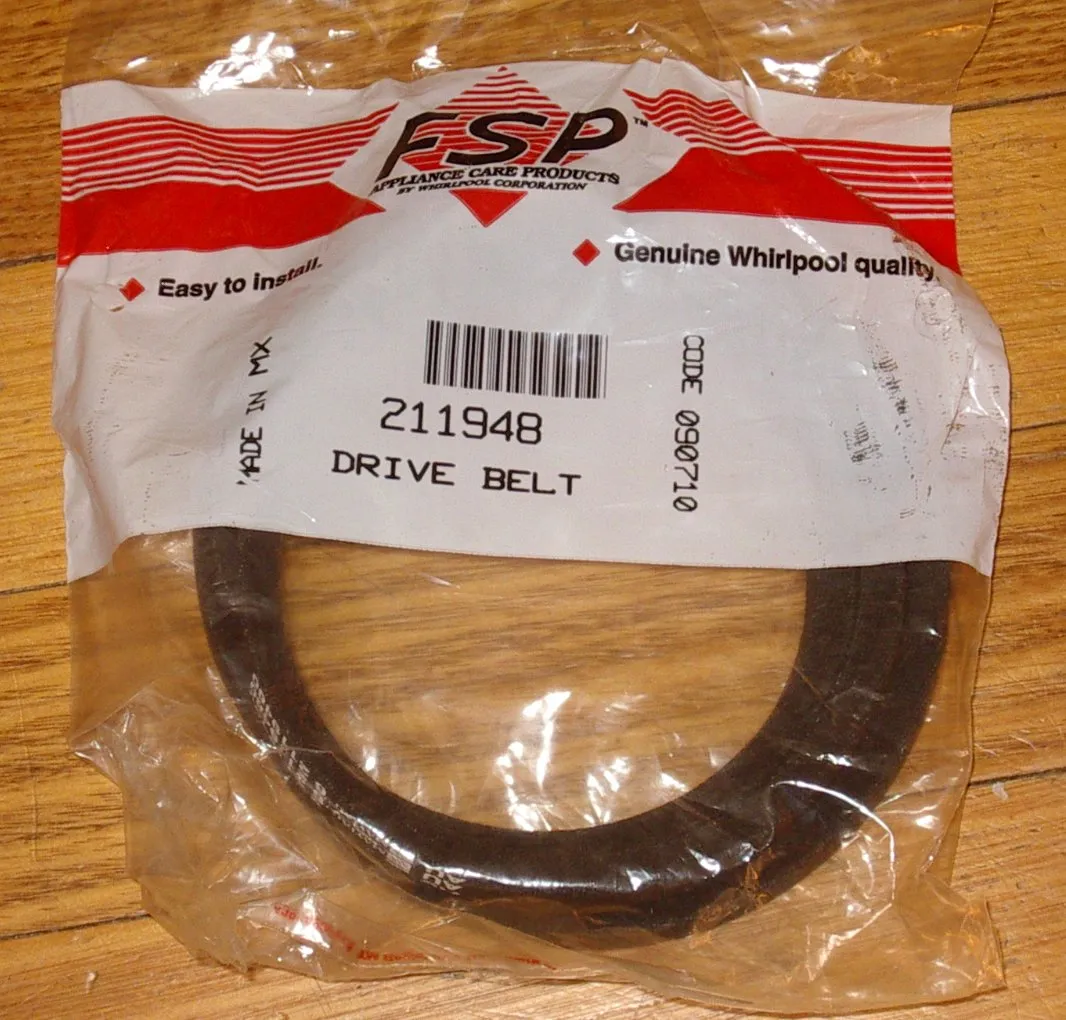 FSP™
APPLIANCE CARE PRODUCTS
BY WHIRLPOOL CORPORATION
Easy to install.
Genuine Whirlpool quality.
MADE IN MX
211948
DRIVE BELT
CODE 090710